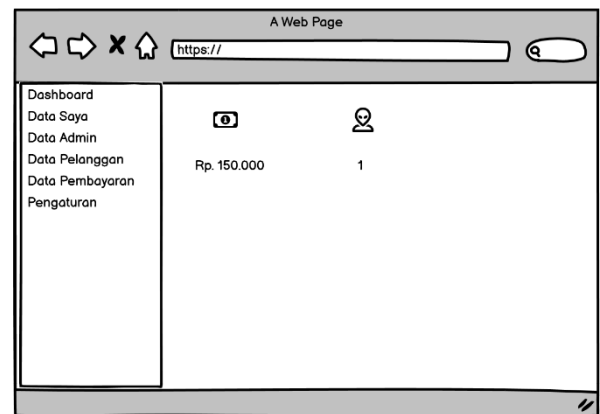 A Web Page
https://
Dashboard
Data Saya
Data Admin
Data Pelanggan
Data Pembayaran
Pengaturan
Rp. 150.000
1